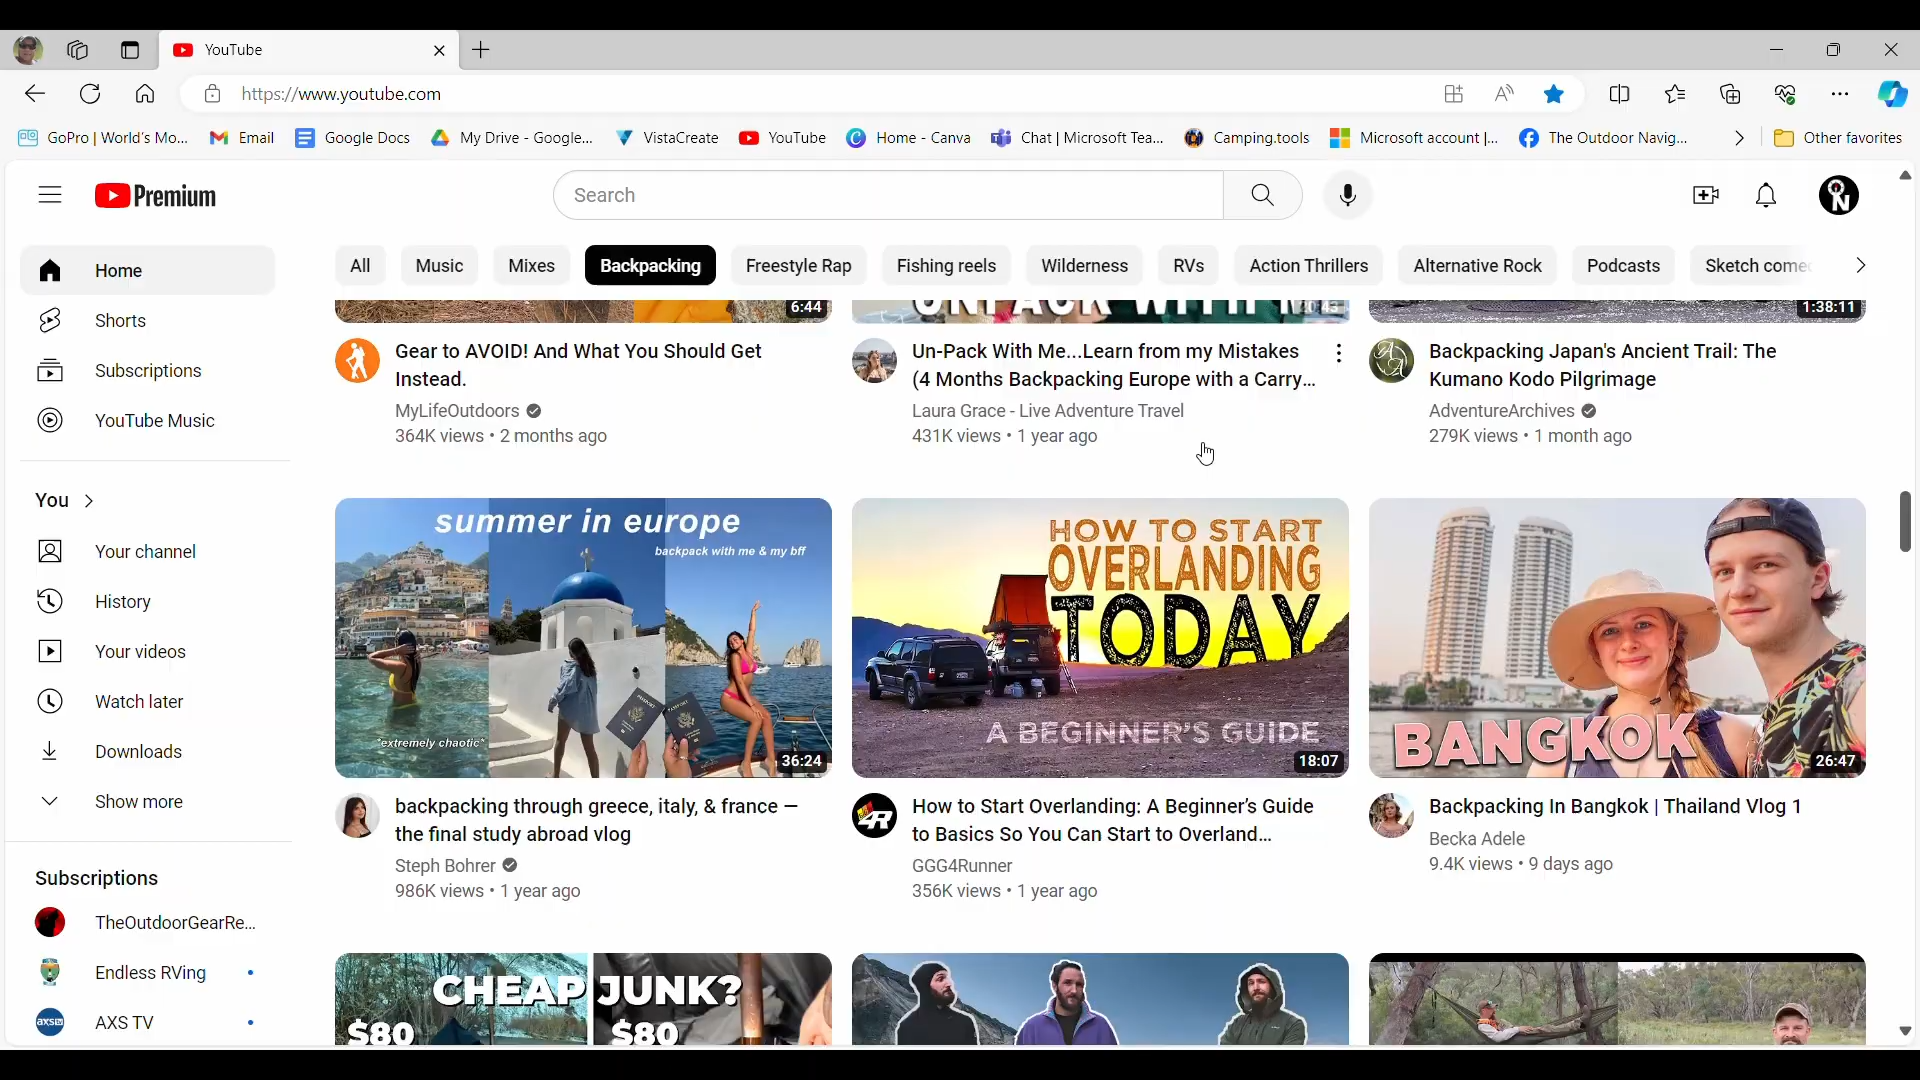 YouTube
https://www.youtube.com
GoPro | World's Mo...
Email
Google Docs
My Drive - Google...
VistaCreate
YouTube
Home - Canva
Chat | Microsoft Tea...
Camping.tools
Microsoft account |...
The Outdoor Navig...
Other favorites
Premium
Search
Home
Shorts
Subscriptions
YouTube Music
You
Your channel
History
Your videos
Watch later
Downloads
Show more
Subscriptions
TheOutdoorGearRe...
Endless RVing
AXS TV
All
Music
Mixes
Backpacking
Freestyle Rap
Fishing reels
Wilderness
RVs
Action Thrillers
Alternative Rock
Podcasts
Sketch come
6:44
Gear to AVOID! And What You Should Get
Instead.
MyLifeOutdoors
364K views • 2 months ago
UNPACK WITH
20:43
Un-Pack With Me...Learn from my Mistakes
(4 Months Backpacking Europe with a Carry...
Laura Grace - Live Adventure Travel
431K views • 1 year ago
1:38:11
Backpacking Japan's Ancient Trail: The
Kumano Kodo Pilgrimage
AdventureArchives
279K views • 1 month ago
summer in europe
backpack with me & my bff
*extremely chaotic*
36:24
backpacking through greece, italy, & france —
the final study abroad vlog
Steph Bohrer
986K views • 1 year ago
HOW TO START
OVERLANDING
TODAY
A BEGINNER'S GUIDE
18:07
How to Start Overlanding: A Beginner's Guide
to Basics So You Can Start to Overland...
GGG4Runner
356K views • 1 year ago
BANGKOK
26:47
Backpacking In Bangkok | Thailand Vlog 1
Becka Adele
9.4K views • 9 days ago
CHEAP JUNK?
$80
$80